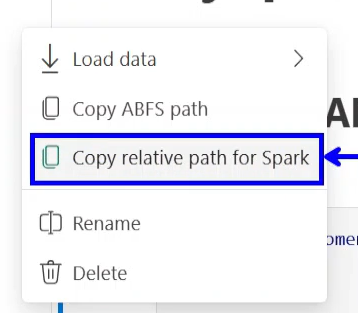 Load data
Copy ABFS path
Copy relative path for Spark
Rename
Delete